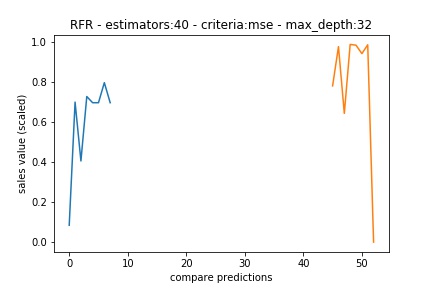 RFR - estimators:40 - criteria:mse - max_depth:32
1.0
0.8
0.6
0.4
0.2
0.0
sales value (scaled)
0 10 20 30 40 50
compare predictions